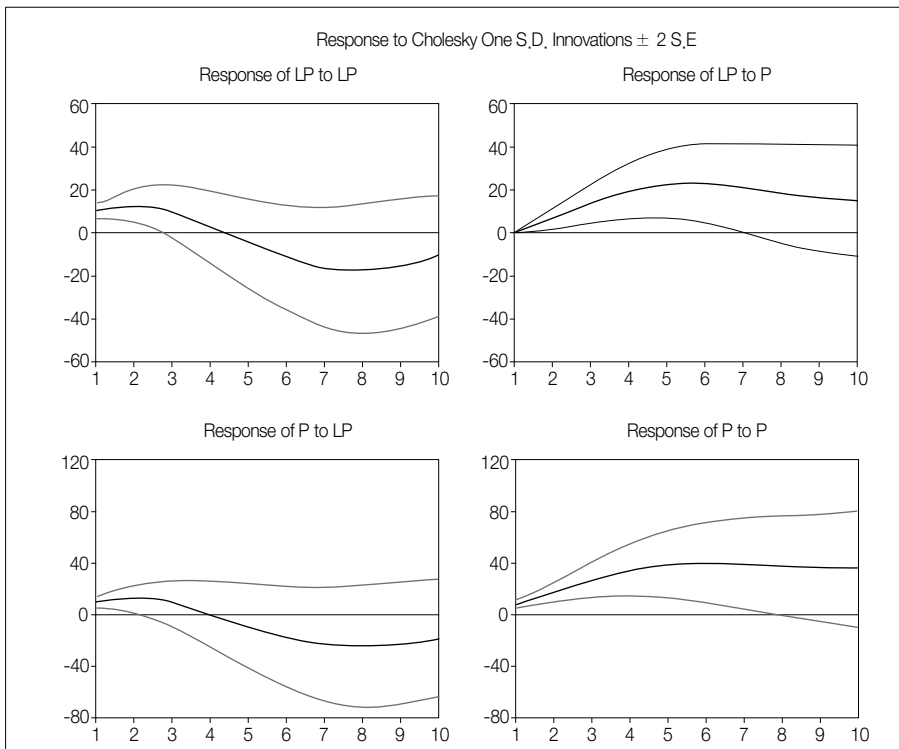 Response to Cholesky One S.D. Innovations ± 2 S.E
Response of LP to LP
60
40
20
0
-20
-40
-60
1 2 3 4 5 6 7 8 9 10
Response of LP to P
60
40
20
0
-20
-40
-60
1 2 3 4 5 6 7 8 9 10
Response of P to LP
120
80
40
0
-40
-80
1 2 3 4 5 6 7 8 9 10
Response of P to P
120
80
40
0
-40
-80
1 2 3 4 5 6 7 8 9 10